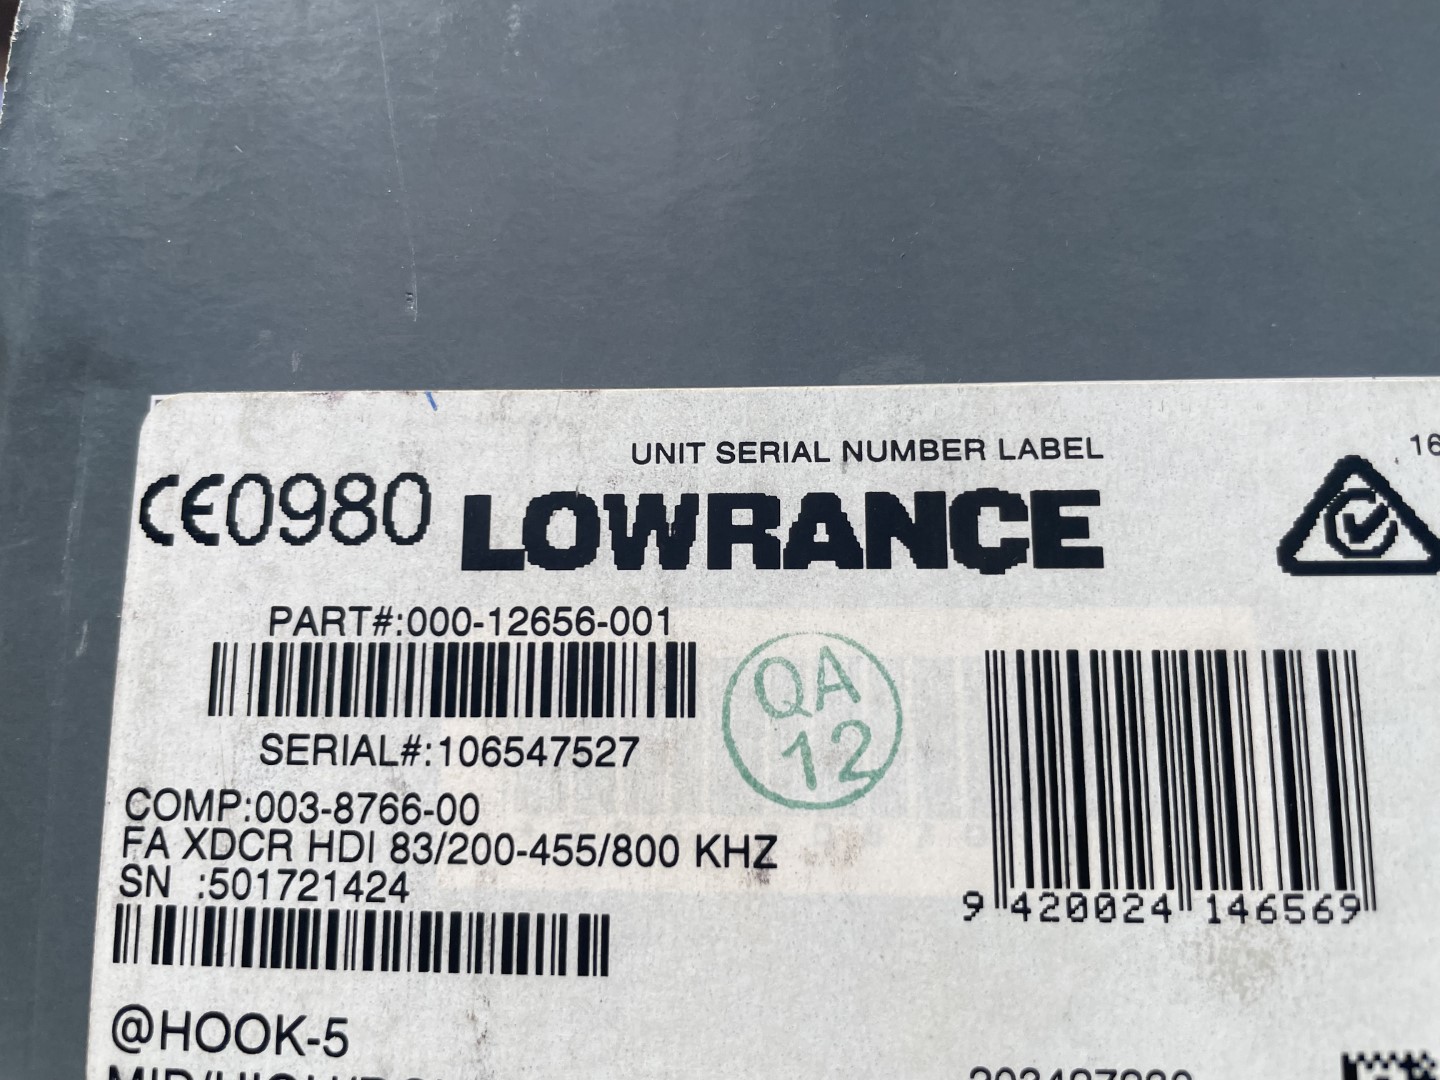 UNIT SERIAL NUMBER LABEL
16
CE0980 LOWRANCE
PART#:000-12656-001
QA
12
SERIAL#:106547527
COMP:003-8766-00
FA XDCR HDI 83/200-455/800 KHZ
SN :501721424
9 420024 146569
@HOOK-5